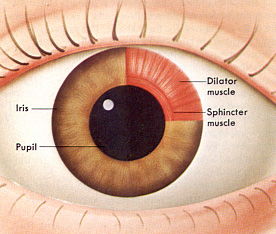 Dilator
muscle
Iris
Sphincter
muscle
Pupil